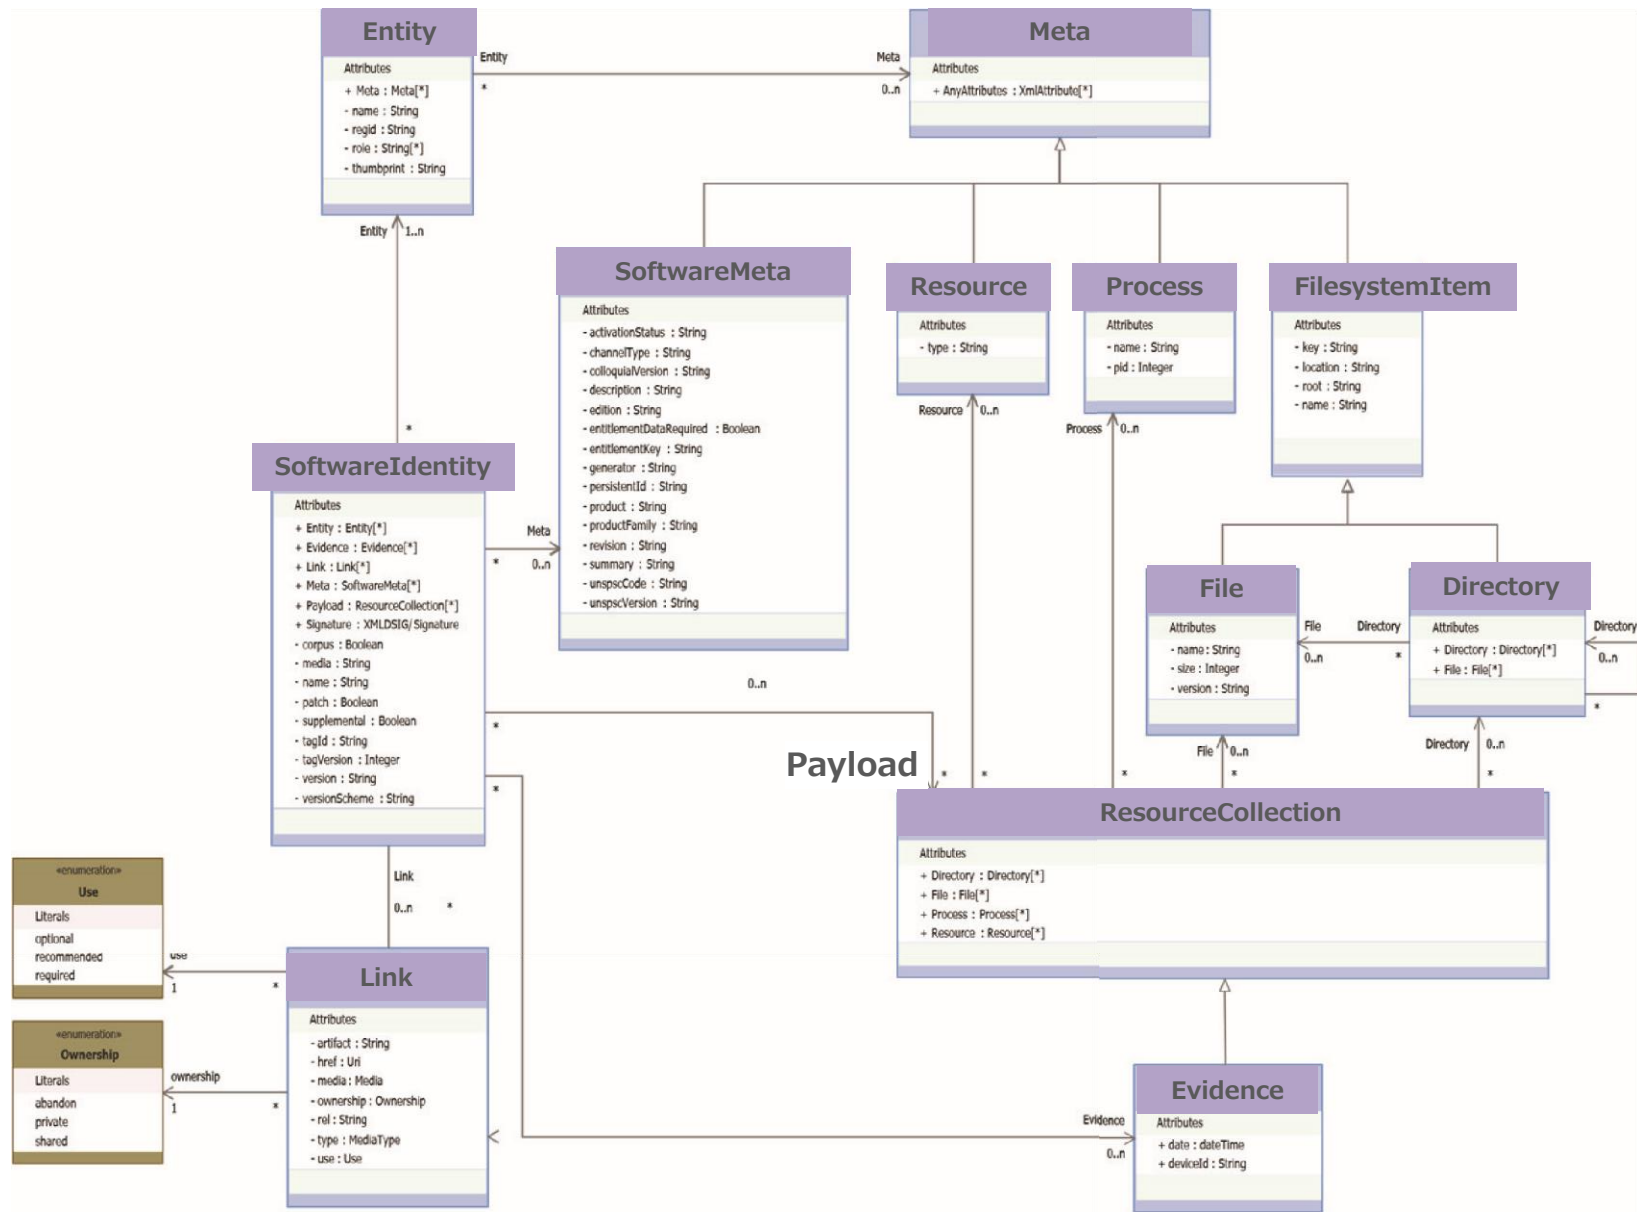 Entity
Attributes
+ Meta : Meta[*]
- name : String
- regid : String
- role : String[*]
- thumbprint : String
Entity
*
Meta
0..n
Meta
Attributes
+ AnyAttributes : XmlAttribute[*]
Entity
1..n
*
SoftwareMeta
Attributes
- activationStatus : String
- channelType : String
- colloquialVersion : String
- description : String
- edition : String
- entitlementDataRequired : Boolean
- entitlementKey : String
- generator : String
- persistentId : String
- product : String
- productFamily : String
- revision : String
- summary : String
- unspscCode : String
- unspscVersion : String
Resource
Attributes
- type : String
Resource
0..n
Process
Attributes
- name : String
- pid : Integer
Process
0..n
FilesystemItem
Attributes
- key : String
- location : String
- root : String
- name : String
SoftwareIdentity
Attributes
+ Entity : Entity[*]
+ Evidence : Evidence[*]
+ Link : Link[*]
+ Meta : SoftwareMeta[*]
+ Payload : ResourceCollection[*]
+ Signature : XMLDSIG/Signature
- corpus : Boolean
- media : String
- name : String
- patch : Boolean
- supplemental : Boolean
- tagId : String
- tagVersion : Integer
- version : String
- versionScheme : String
Meta
*
0..n
File
Attributes
- name : String
- size : Integer
- version : String
File
0..n
Directory
*
Directory
Attributes
+ Directory : Directory[*]
+ File : File[*]
Directory
0..n
*
0..n
*
Payload
*
*
*
File
0..n
*
Directory
0..n
*
*
ResourceCollection
Attributes
+ Directory : Directory[*]
+ File : File[*]
+ Process : Process[*]
+ Resource : Resource[*]
«enumeration»
Use
Literals
optional
recommended
required
use
1
*
Link
0..n
*
«enumeration»
Ownership
Literals
abandon
private
shared
ownership
1
*
Link
Attributes
- artifact : String
- href : Uri
- media : Media
- ownership : Ownership
- rel : String
- type : MediaType
- use : Use
Evidence
0..n
Evidence
Attributes
+ date : dateTime
+ deviceId : String